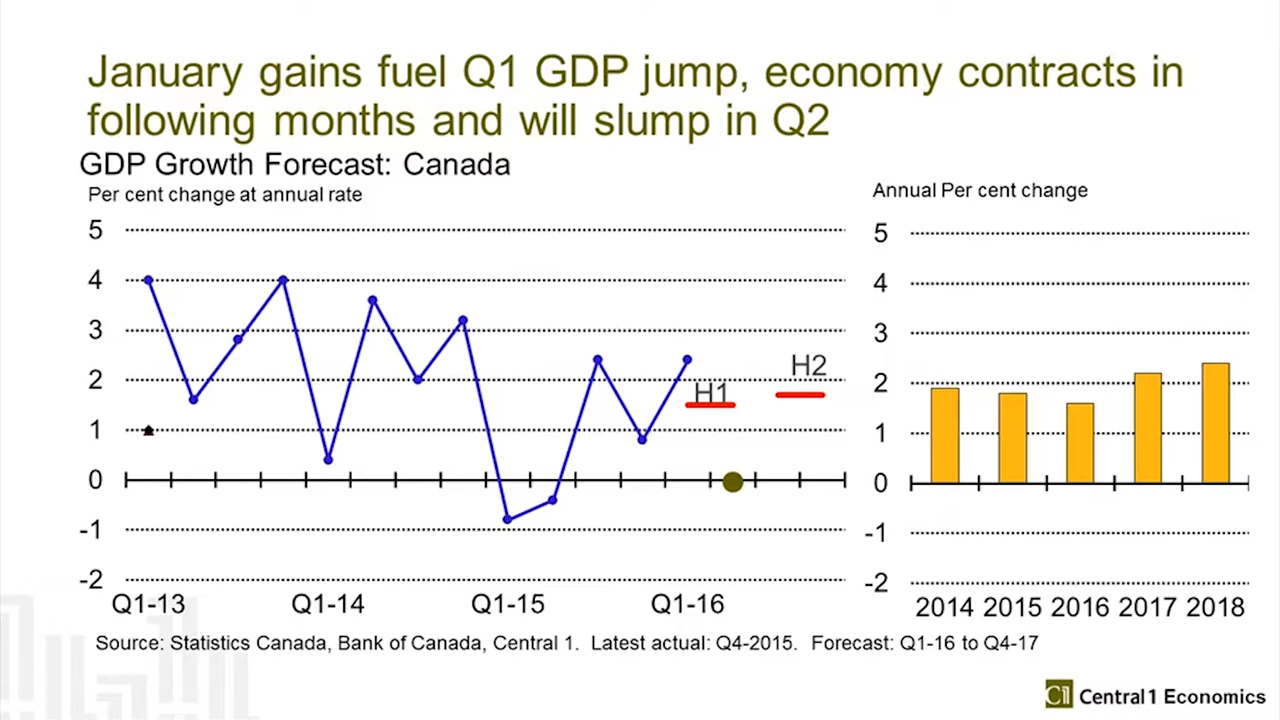 January gains fuel Q1 GDP jump, economy contracts in
following months and will slump in Q2
GDP Growth Forecast: Canada
Per cent change at annual rate
5
4
3
2
1
0
-1
-2
H1
H2
Q1-13 Q1-14 Q1-15 Q1-16
Annual Per cent change
5
4
3
2
1
0
-1
-2
2014 2015 2016 2017 2018
Source: Statistics Canada, Bank of Canada, Central 1. Latest actual: Q4-2015. Forecast: Q1-16 to Q4-17
C1 Central 1 Economics